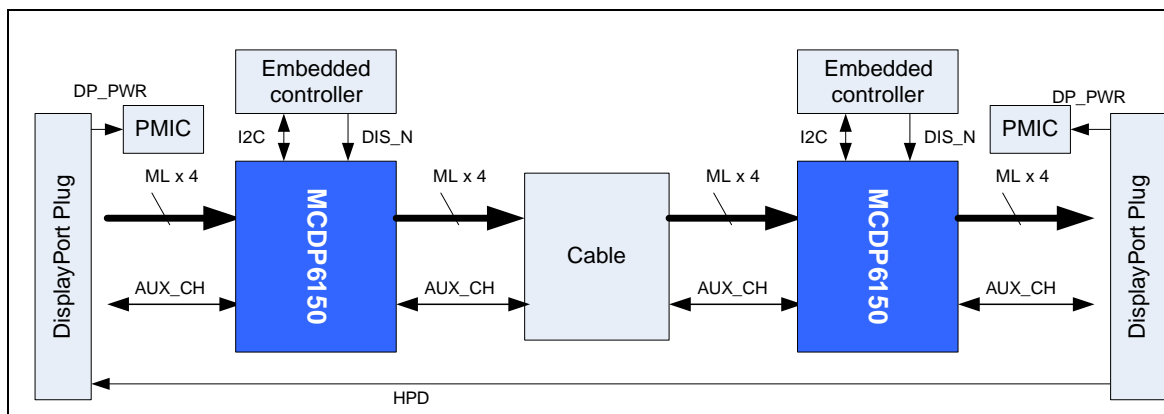 Embedded
controller
Embedded
controller
DP_PWR
DP_PWR
PMIC
PMIC
I2C
DIS_N
I2C
DIS_N
ML x 4
ML x 4
ML x 4
ML x 4
DisplayPort Plug
MCDP6150
Cable
MCDP6150
DisplayPort Plug
AUX_CH
AUX_CH
AUX_CH
AUX_CH
HPD